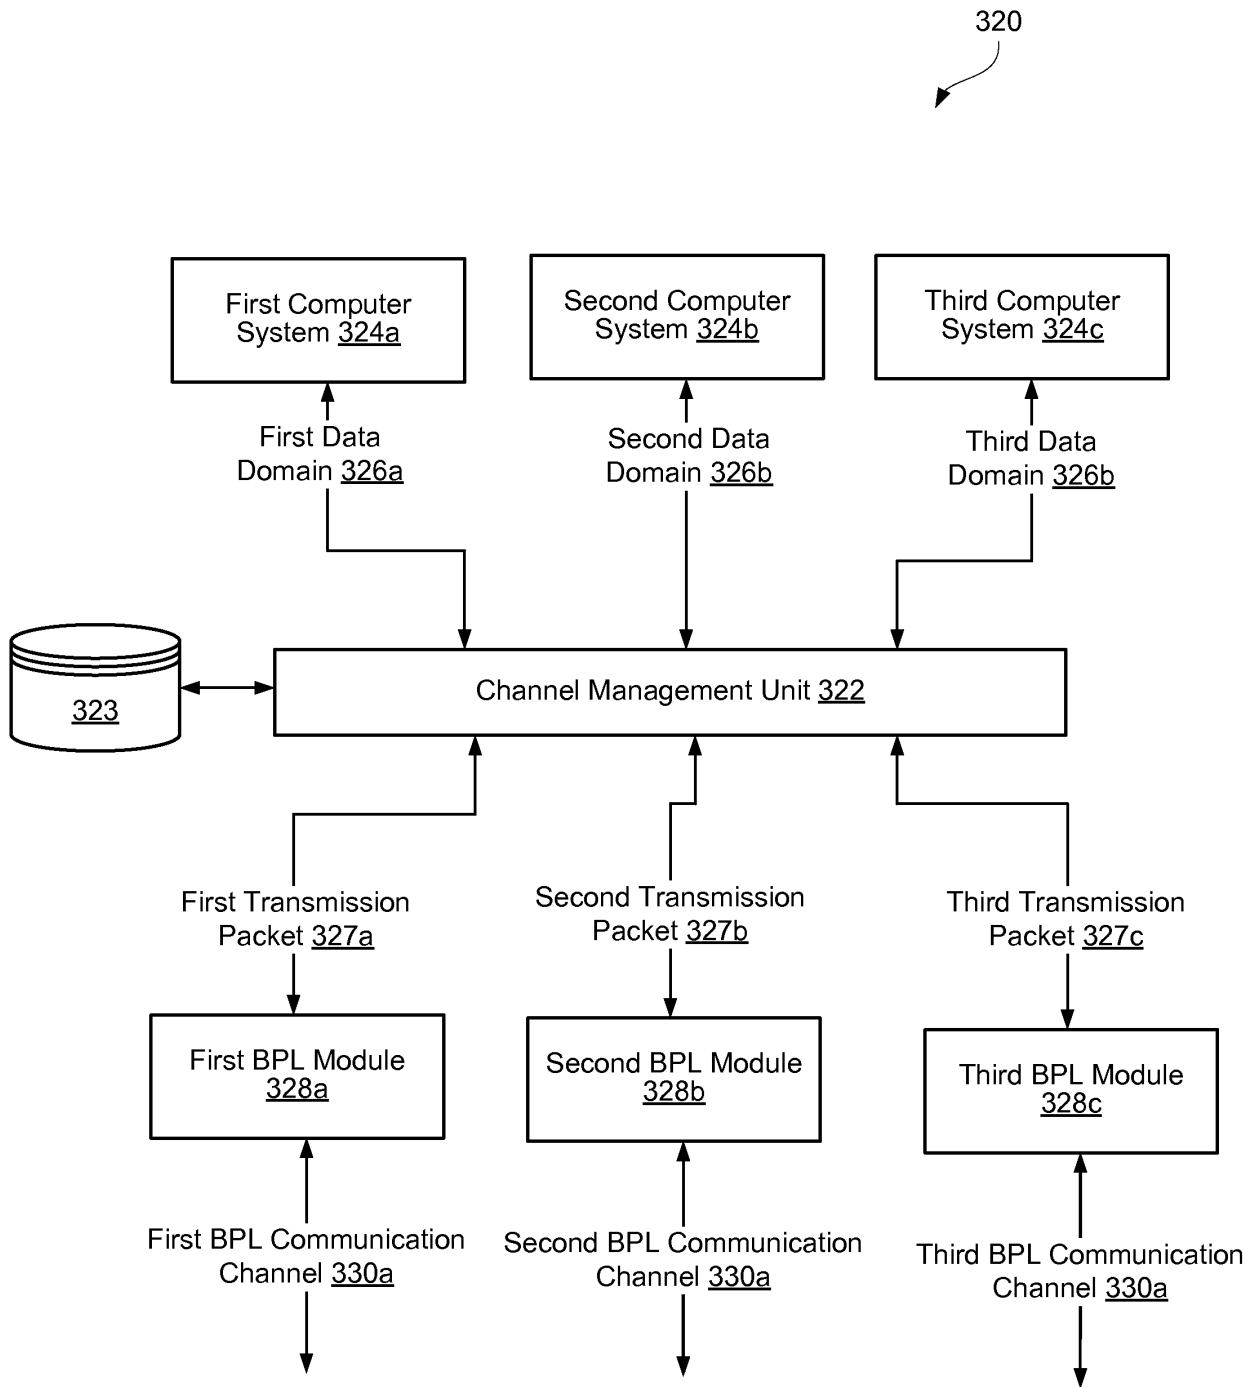 320
First Computer
System 324a
Second Computer
System 324b
Third Computer
System 324c
First Data
Domain 326a
Second Data
Domain 326b
Third Data
Domain 326b
323
Channel Management Unit 322
First Transmission
Packet 327a
Second Transmission
Packet 327b
Third Transmission
Packet 327c
First BPL Module
328a
Second BPL Module
328b
Third BPL Module
328c
First BPL Communication
Channel 330a
Second BPL Communication
Channel 330a
Third BPL Communication
Channel 330a